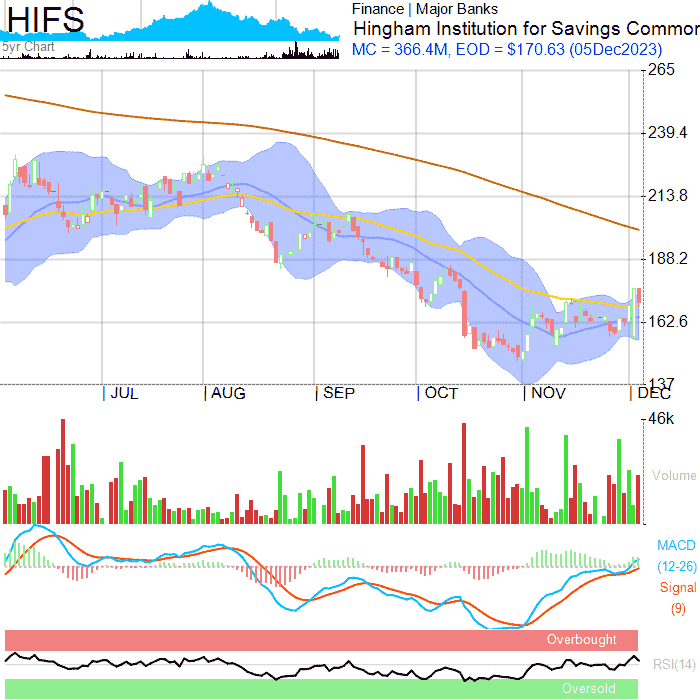 HIFS
5yr Chart
Finance | Major Banks
Hingham Institution for Savings Common
MC = 366.4M, EOD = $170.63 (05Dec2023)
265
239.4
213.8
188.2
162.6
137
JUL
AUG
SEP
OCT
NOV
DEC
46k
Volume
MACD
(12-26)
Signal
(9)
Overbought
RSI(14)
Oversold